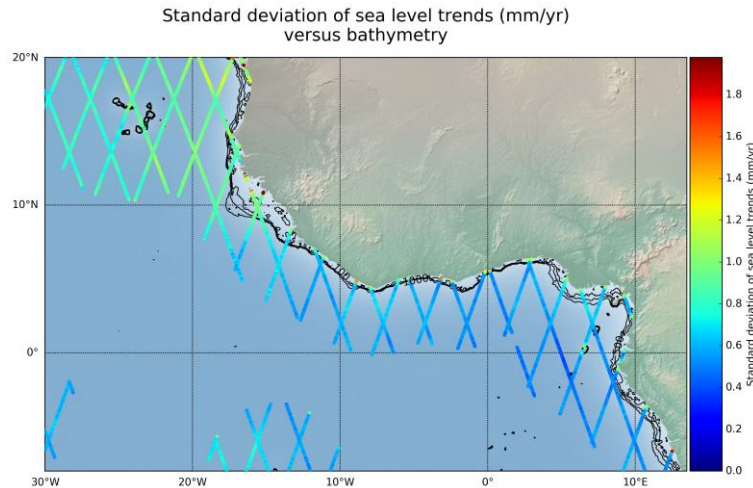 Standard deviation of sea level trends (mm/yr)
versus bathymetry
20°N
10°N
0°
30°W
20°W
10°W
0°
10°E
1.8
1.6
1.4
1.2
1.0
0.8
0.6
0.4
0.2
0.0
Standard deviation of sea level trends (mm/yr)